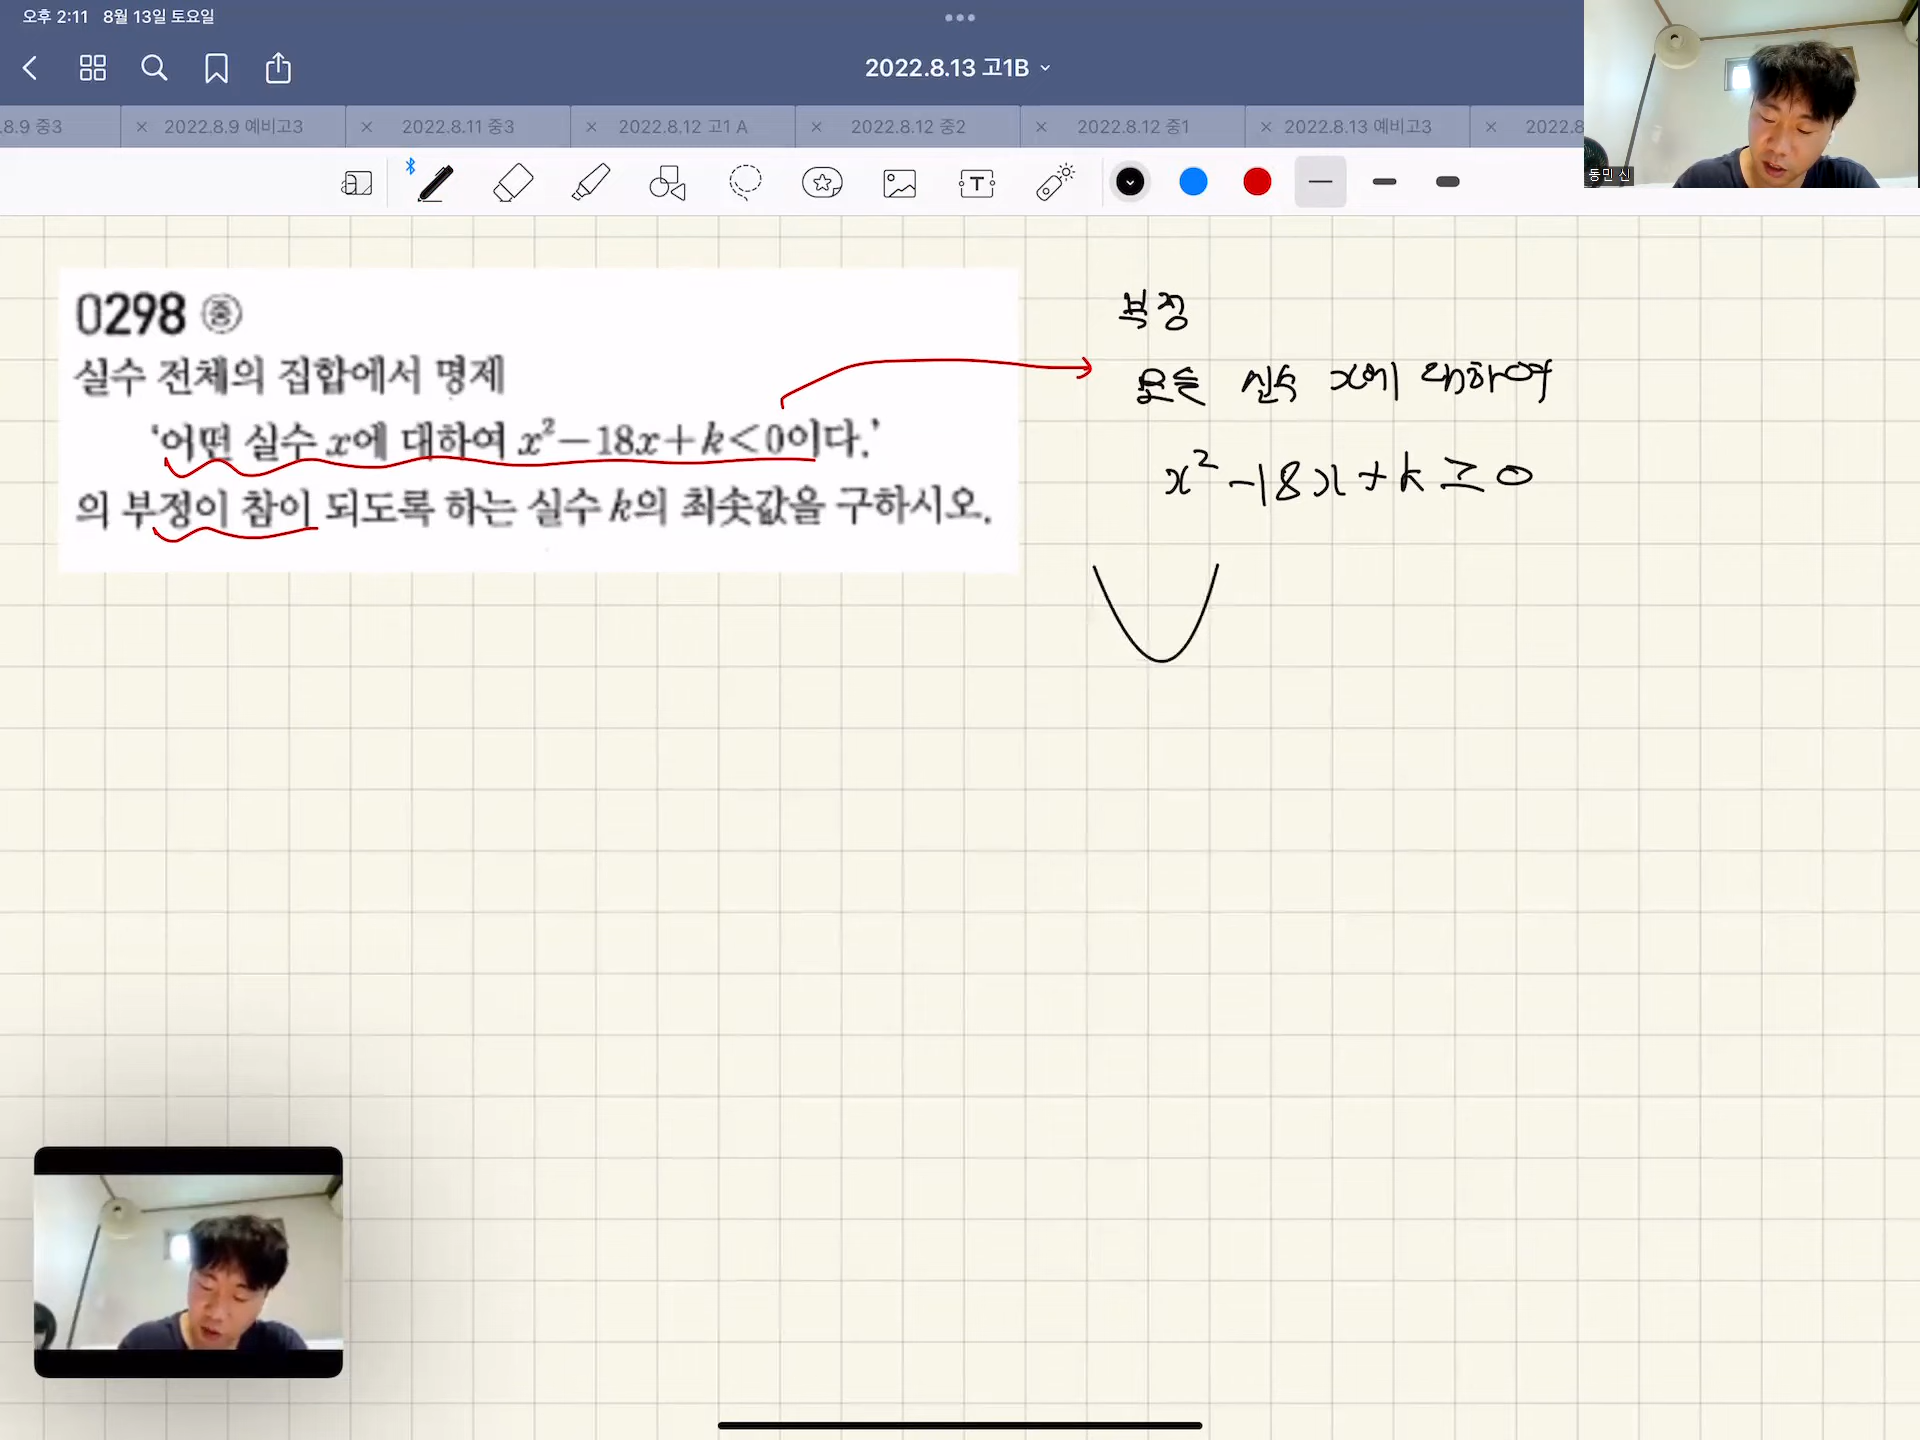 오후 2:11 8월 13일 토요일
2022.8.13 고1B
.8.9 중3
2022.8.9 예비고3
2022.8.11 중3
2022.8.12 고1 A
2022.8.12 중2
2022.8.12 중1
2022.8.13 예비고3
2022.8
동민 신
0298 중
실수 전체의 집합에서 명제
‘어떤 실수 x에 대하여 x²-18x+k<0이다.’
의 부정이 참이 되도록 하는 실수 k의 최솟값을 구하시오.
부정
모든 실수 x에 대하여
x²-18x+k≥0